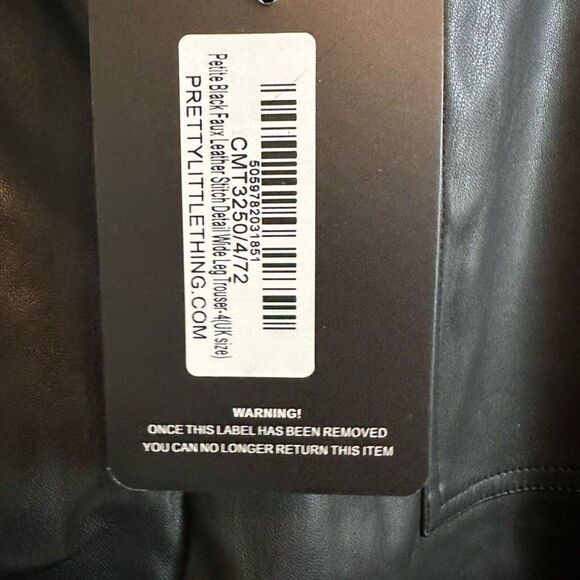 5059782031851
CMT3250/4/72
Petite Black Faux Leather Stitch Detail Wide Leg Trouser-4(UK size)
PRETTYLITTLETHING.COM
WARNING!
ONCE THIS LABEL HAS BEEN REMOVED
YOU CAN NO LONGER RETURN THIS ITEM